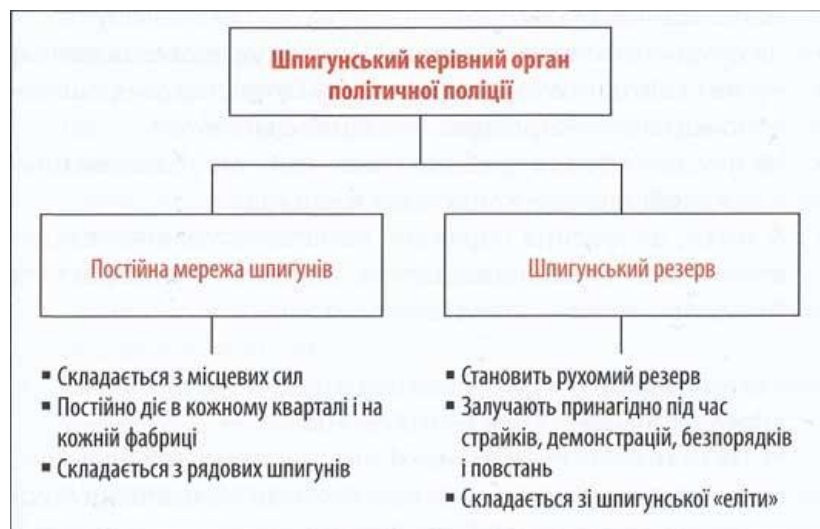 Шпигунський керівний орган
політичної поліції
Постійна мережа шпигунів
Шпигунський резерв
▪ Складається з місцевих сил
▪ Постійно діє в кожному кварталі і на
кожній фабриці
▪ Складається з рядових шпигунів
▪ Становить рухомий резерв
▪ Залучають принагідно під час
страйків, демонстрацій, безпорядків
і повстань
▪ Складається зі шпигунської «еліти»